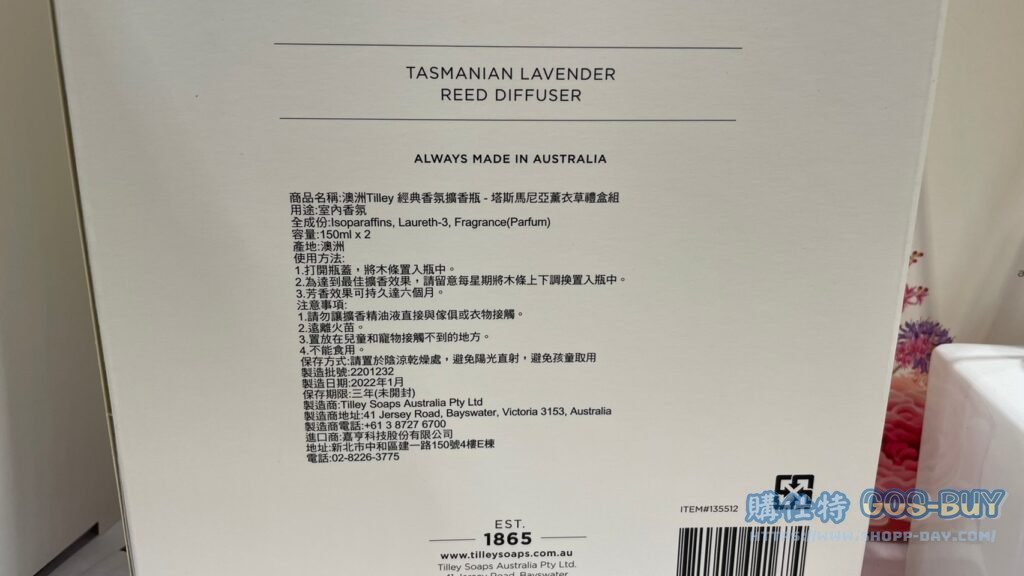 TASMANIAN LAVENDER
REED DIFFUSER
ALWAYS MADE IN AUSTRALIA
商品名稱:澳洲Tilley 經典香氛擴香瓶 - 塔斯馬尼亞薰衣草禮盒組
用途:室內香氛
全成份:Isoparaffins, Laureth-3, Fragrance(Parfum)
容量:150ml x 2
產地:澳洲
使用方法:
1.打開瓶蓋，將木條置入瓶中。
2.為達到最佳擴香效果，請留意每星期將木條上下調換置入瓶中。
3.芳香效果可持久達六個月。
注意事項:
1.請勿讓擴香精油液直接與傢俱或衣物接觸。
2.遠離火苗。
3.置放在兒童和寵物接觸不到的地方。
4.不能食用。
保存方式:請置於陰涼乾燥處，避免陽光直射，避免孩童取用
製造批號:2201232
製造日期:2022年1月
保存期限:三年(未開封)
製造商:Tilley Soaps Australia Pty Ltd
製造商地址:41 Jersey Road, Bayswater, Victoria 3153, Australia
製造商電話:+61 3 8727 6700
進口商:嘉亨科技股份有限公司
地址:新北市中和區建一路150號4樓E棟
電話:02-8226-3775
ITEM#135512
購仕特 GOS-BUY
HTTPS://WWW.SHOPP-DAY.COM/
EST.
1865
www.tilleysoaps.com.au
Tilley Soaps Australia Pty Ltd.
41 Jersey Road, Bayswater